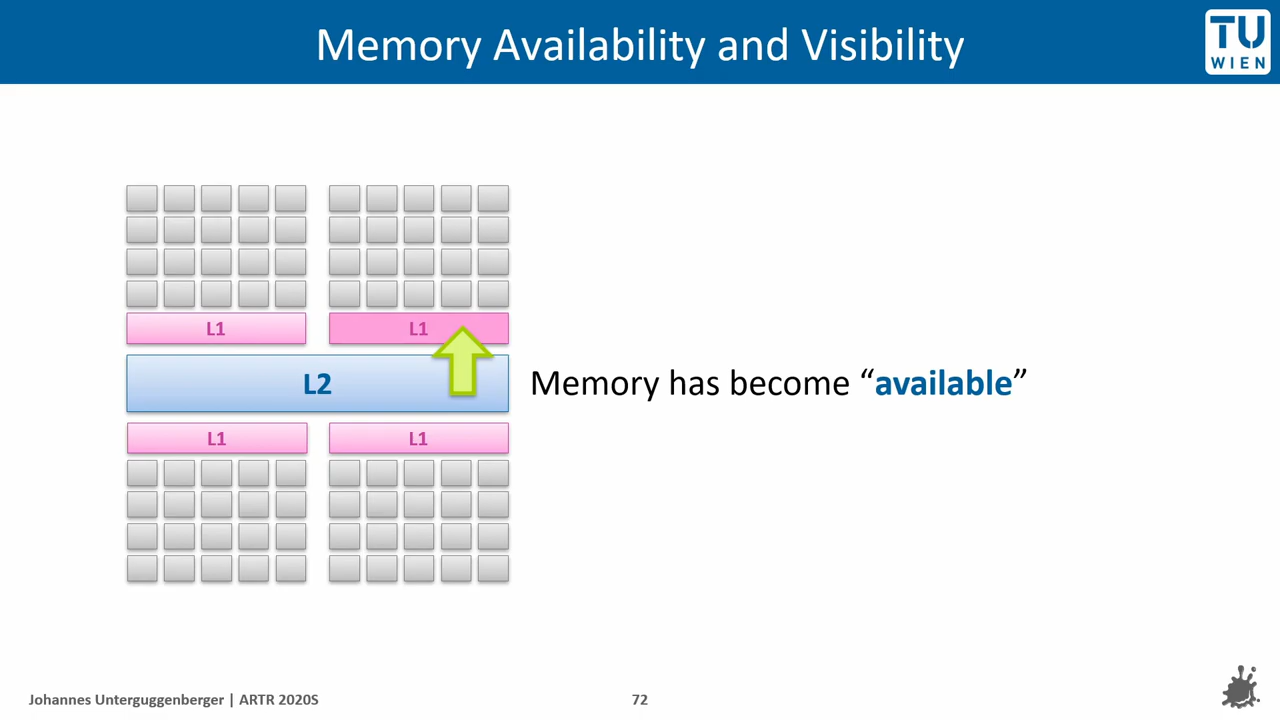 Memory Availability and Visibility
TU
WIEN
L1
L1
L2
Memory has become “available”
L1
L1
Johannes Unterguggenberger | ARTR 2020S
72